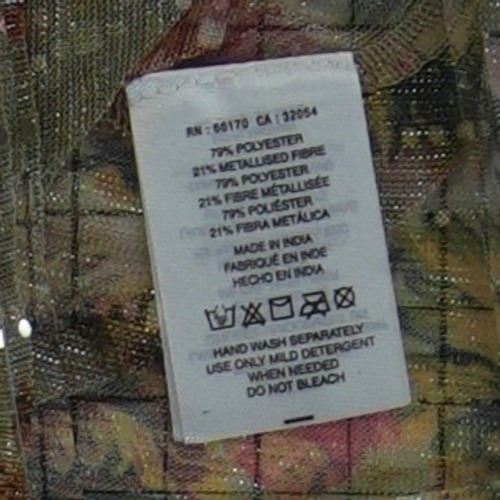 RN : 66170 CA | 32054
79% POLYESTER
21% METALLISED FIBRE
79% POLYESTER
21% FIBRE MÉTALLISÉE
79% POLIÉSTER
21% FIBRA METÁLICA
MADE IN INDIA
FABRIQUÉ EN INDE
HECHO EN INDIA
HAND WASH SEPARATELY
USE ONLY MILD DETERGENT
WHEN NEEDED
DO NOT BLEACH